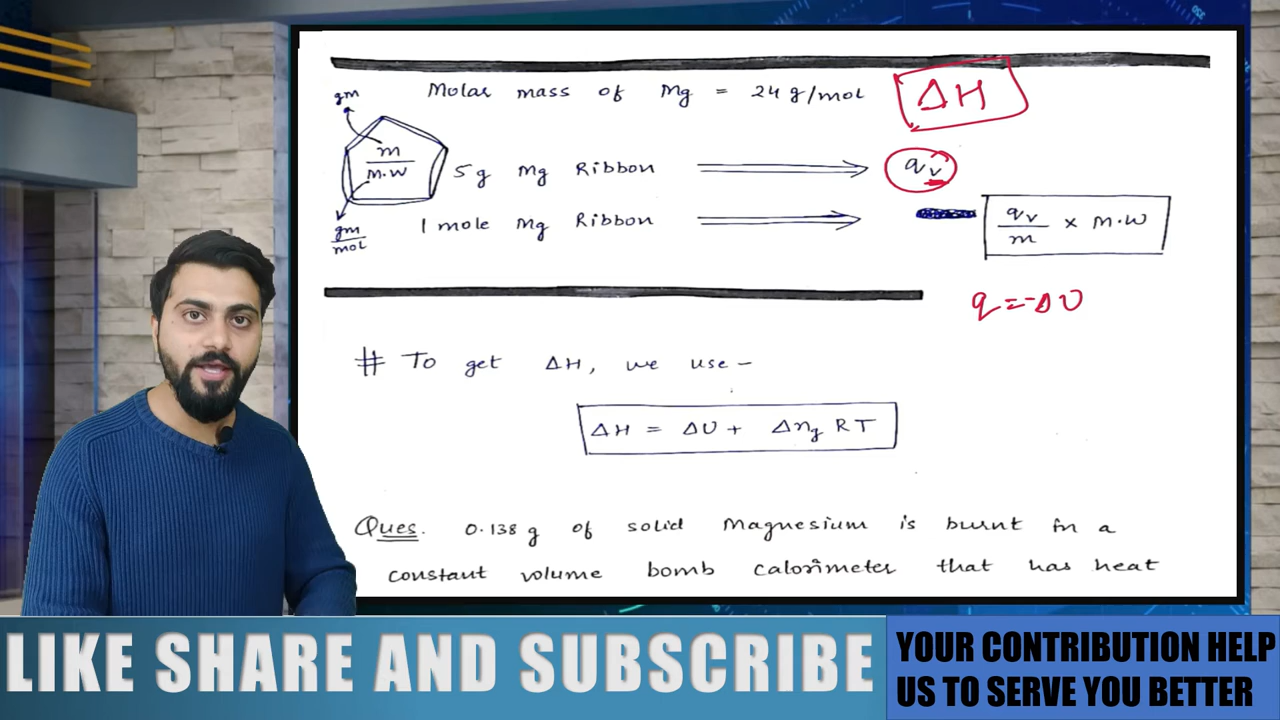 Molar mass of Mg = 24 g/mol
ΔH
gm
m
M.W
gm
mol
5 g Mg Ribbon
qv
1 mole Mg Ribbon
qv
m
× M.W
q = -ΔU
# To get ΔH, we use -
ΔH = ΔU + Δng RT
Ques. 0.138 g of solid Magnesium is burnt in a
constant volume bomb calorimeter that has heat
LIKE SHARE AND SUBSCRIBE
YOUR CONTRIBUTION HELP
US TO SERVE YOU BETTER